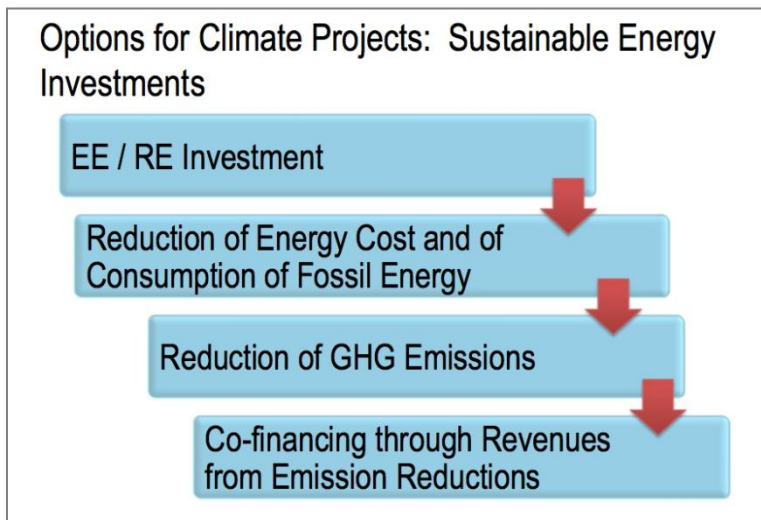 Options for Climate Projects: Sustainable Energy
Investments
EE / RE Investment
Reduction of Energy Cost and of
Consumption of Fossil Energy
Reduction of GHG Emissions
Co-financing through Revenues
from Emission Reductions